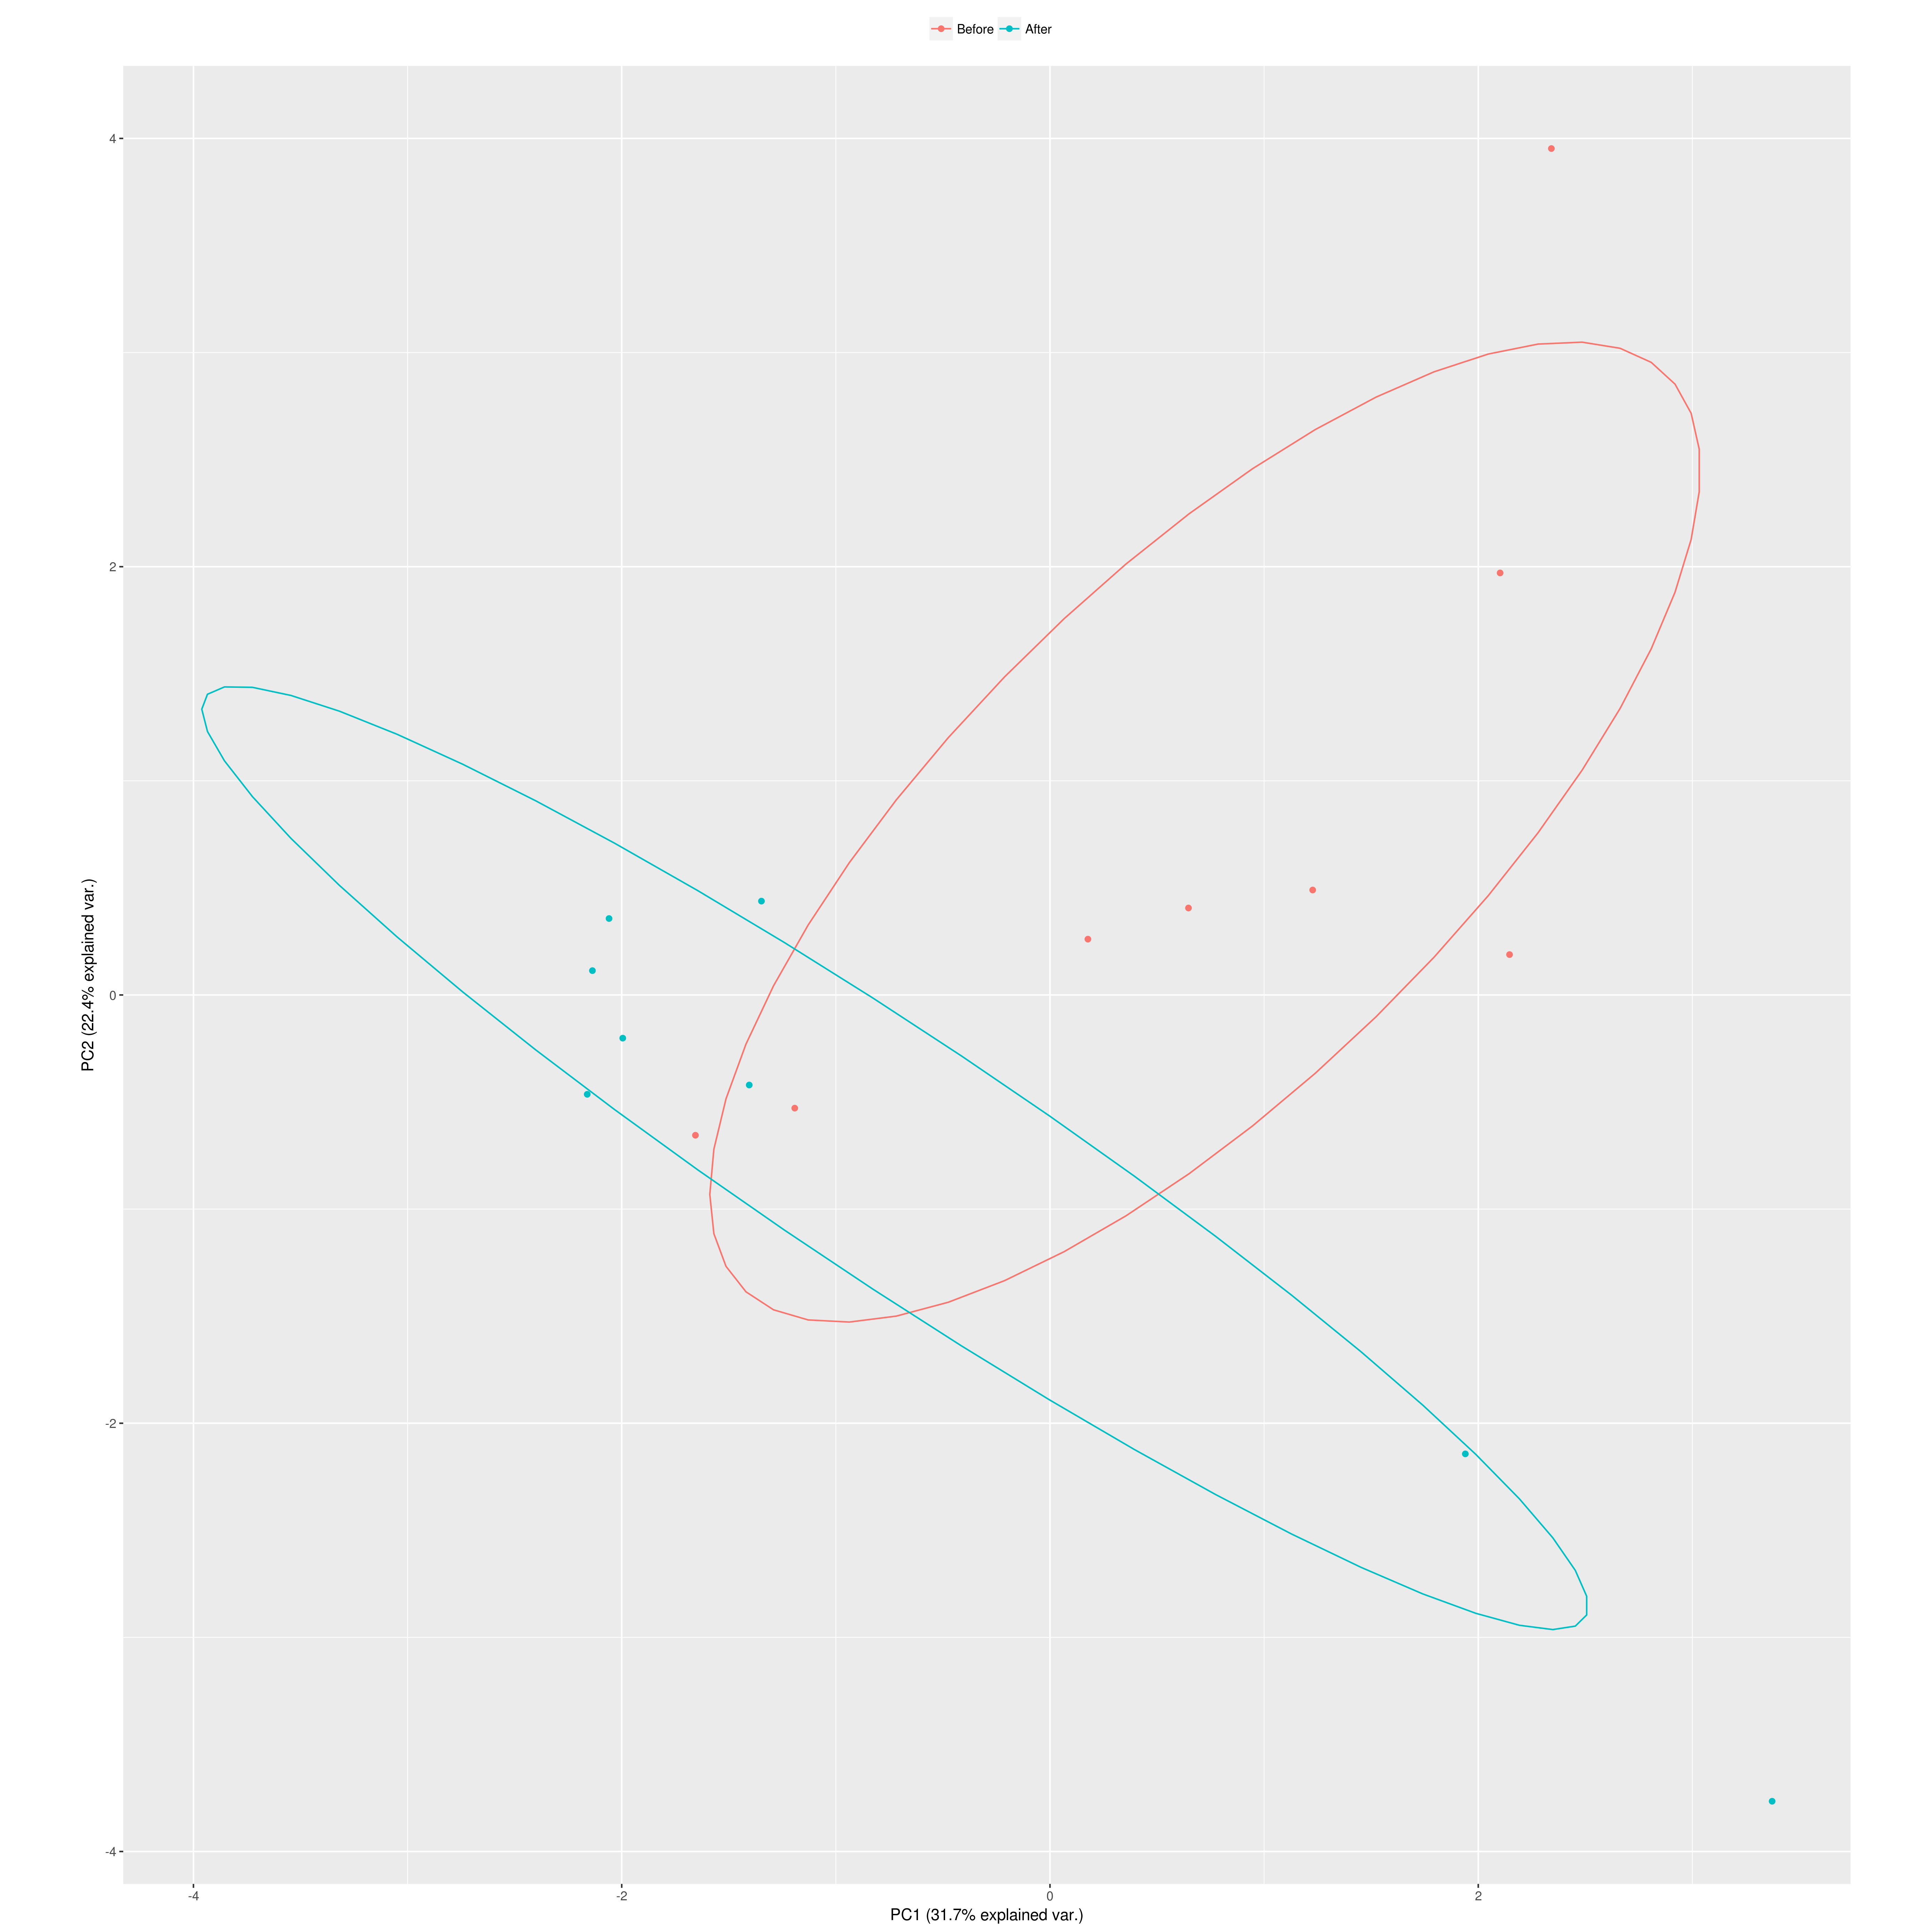 Before After
4
2
0
-2
-4
PC2 (22.4% explained var.)
-4 -2 0 2
PC1 (31.7% explained var.)